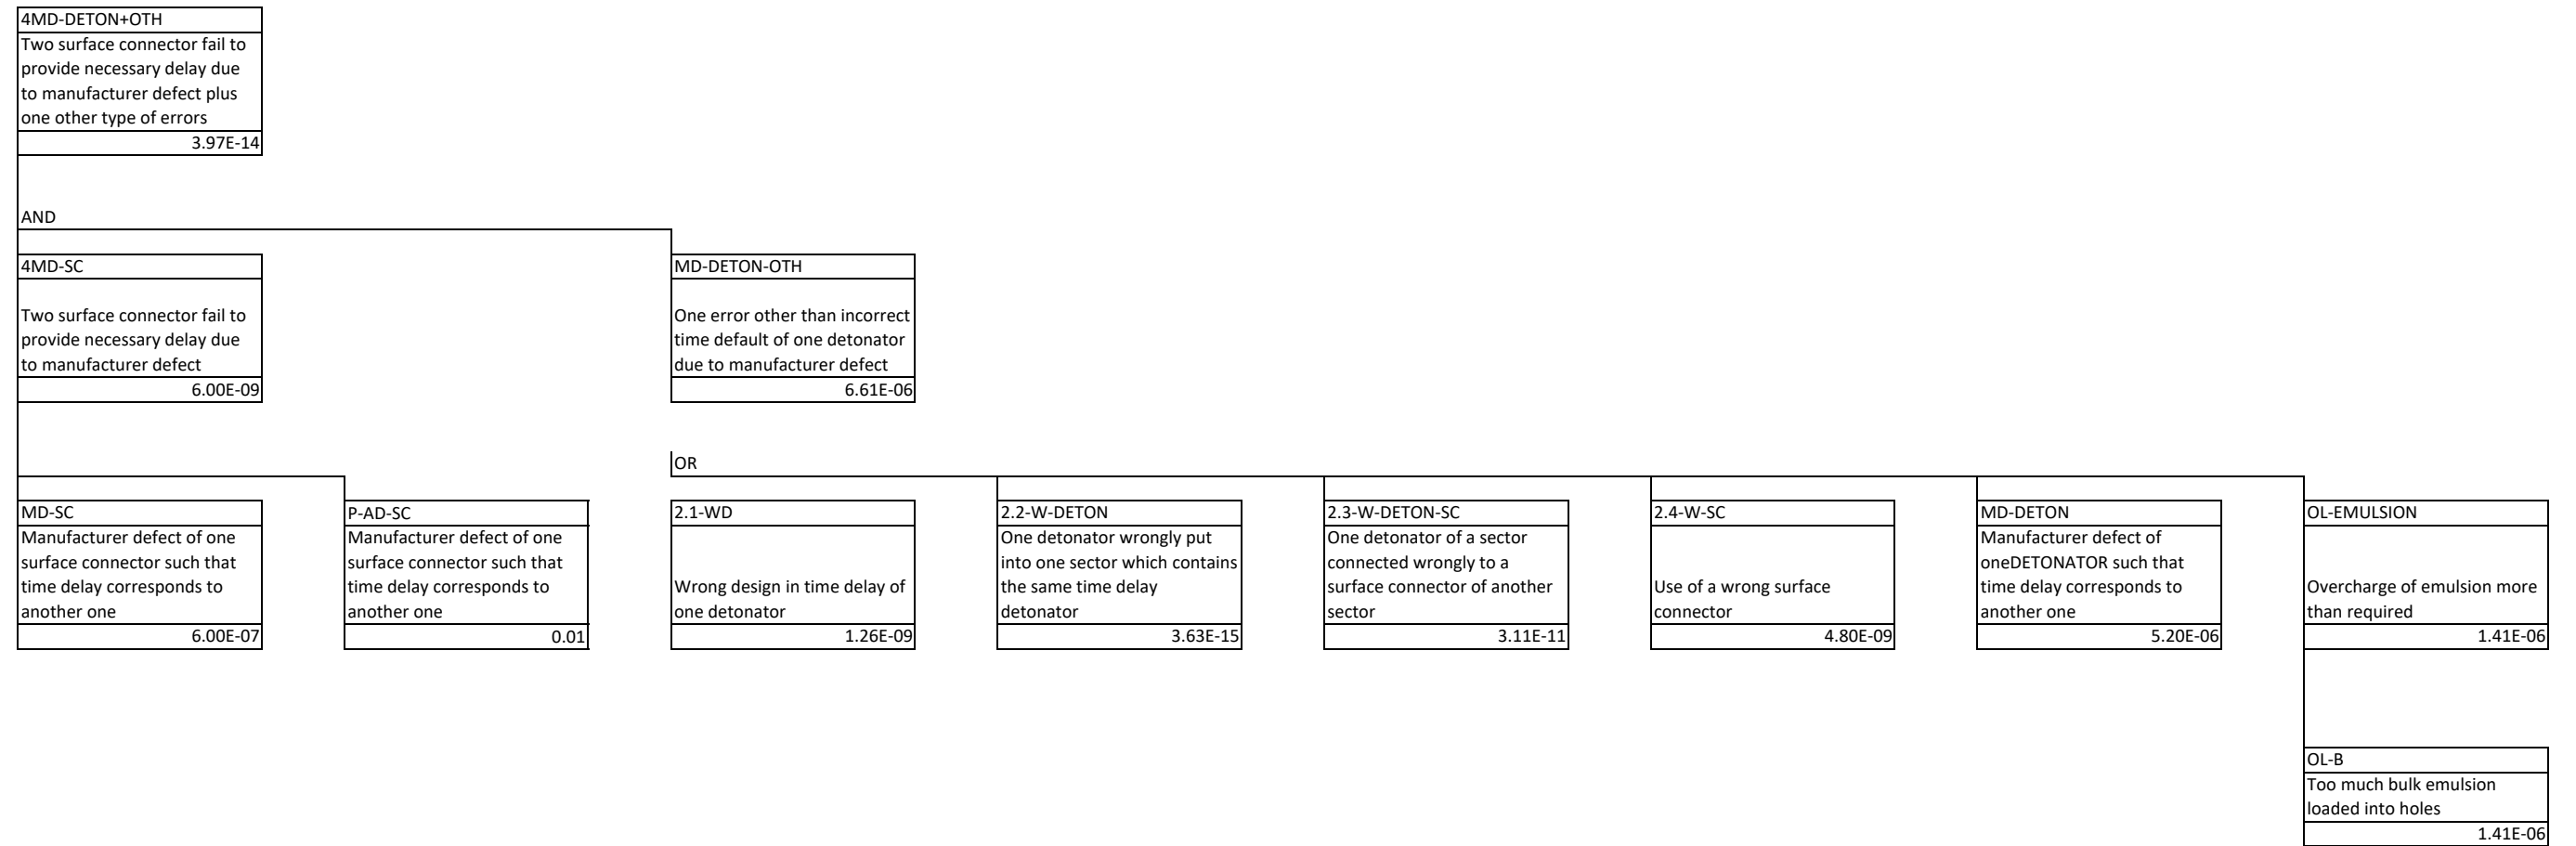 4MD-DETON+OTH
Two surface connector fail to
provide necessary delay due
to manufacturer defect plus
one other type of errors
3.97E-14
AND
4MD-SC
Two surface connector fail to
provide necessary delay due
to manufacturer defect
6.00E-09
MD-DETON-OTH
One error other than incorrect
time default of one detonator
due to manufacturer defect
6.61E-06
OR
MD-SC
Manufacturer defect of one
surface connector such that
time delay corresponds to
another one
6.00E-07
P-AD-SC
Manufacturer defect of one
surface connector such that
time delay corresponds to
another one
0.01
2.1-WD
Wrong design in time delay of
one detonator
1.26E-09
2.2-W-DETON
One detonator wrongly put
into one sector which contains
the same time delay
detonator
3.63E-15
2.3-W-DETON-SC
One detonator of a sector
connected wrongly to a
surface connector of another
sector
3.11E-11
2.4-W-SC
Use of a wrong surface
connector
4.80E-09
MD-DETON
Manufacturer defect of
oneDETONATOR such that
time delay corresponds to
another one
5.20E-06
OL-EMULSION
Overcharge of emulsion more
than required
1.41E-06
OL-B
Too much bulk emulsion
loaded into holes
1.41E-06